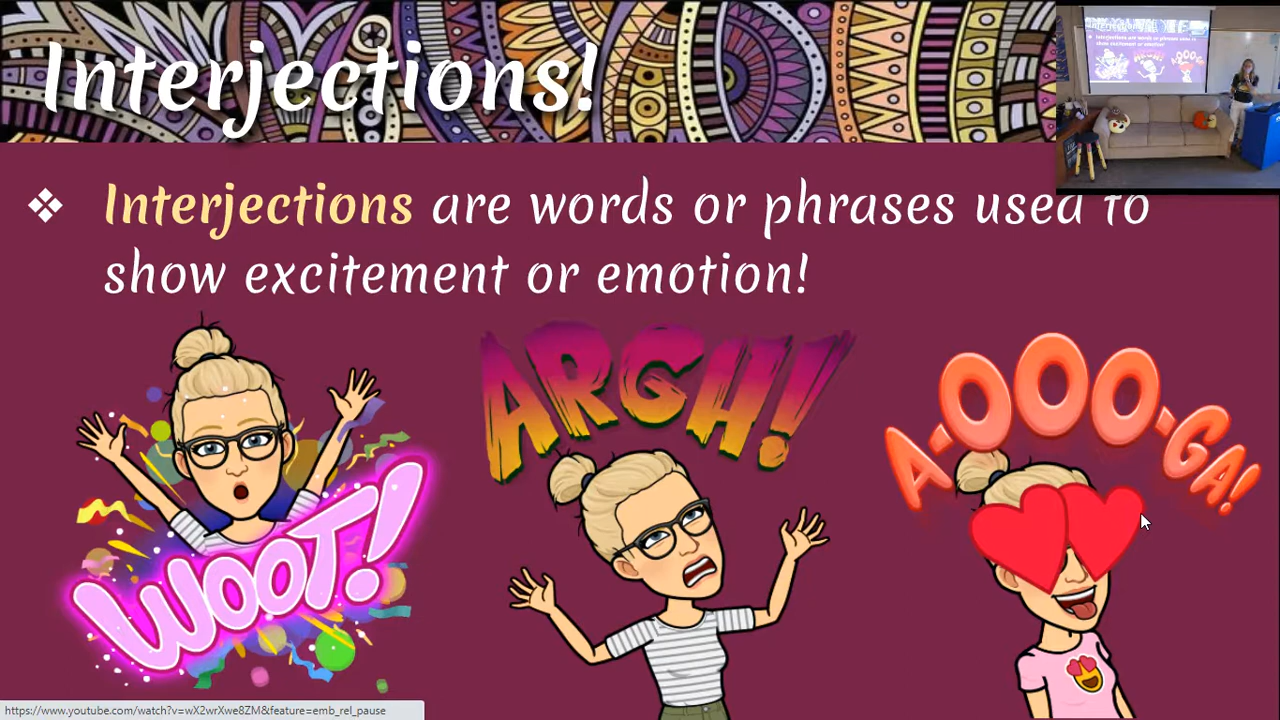 Interjections!
❖ Interjections are words or phrases used to
show excitement or emotion!
WOOT!
ARGH!
A-OOO-GA!
https://www.youtube.com/watch?v=wX2wrXwe8ZM&feature=emb_rel_pause